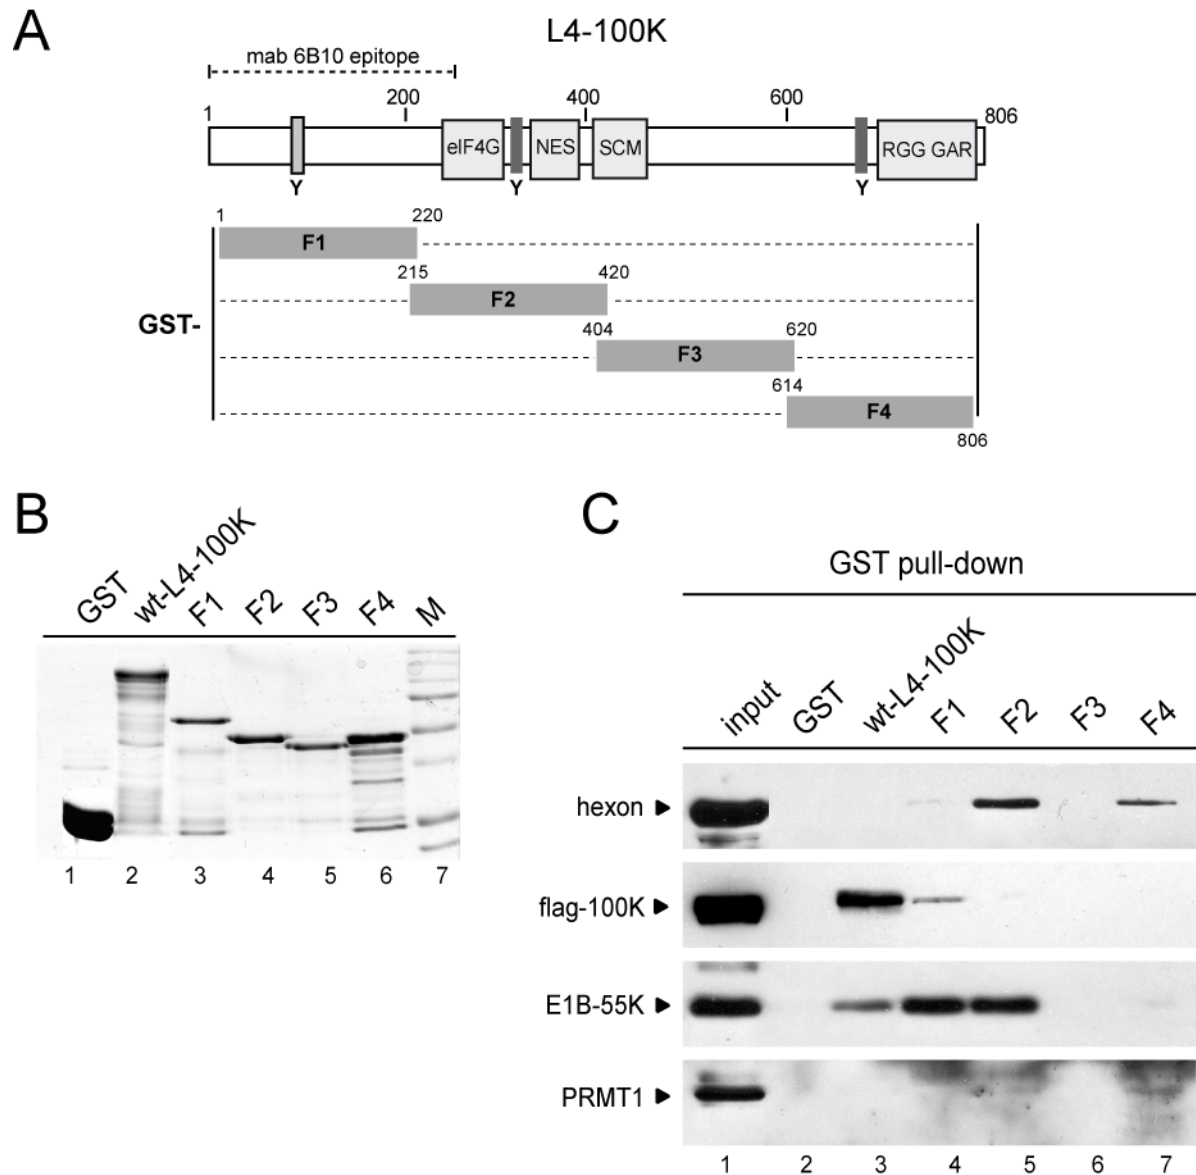 A
L4-100K
mab 6B10 epitope
1 200 400 600 806
eIF4G NES SCM RGG GAR
Y Y Y
1 220
F1
215 420
F2
GST-
404 620
F3
614
F4
806
B
GST wt-L4-100K F1 F2 F3 F4 M
1 2 3 4 5 6 7
C
GST pull-down
input GST wt-L4-100K F1 F2 F3 F4
hexon
flag-100K
E1B-55K
PRMT1
1 2 3 4 5 6 7